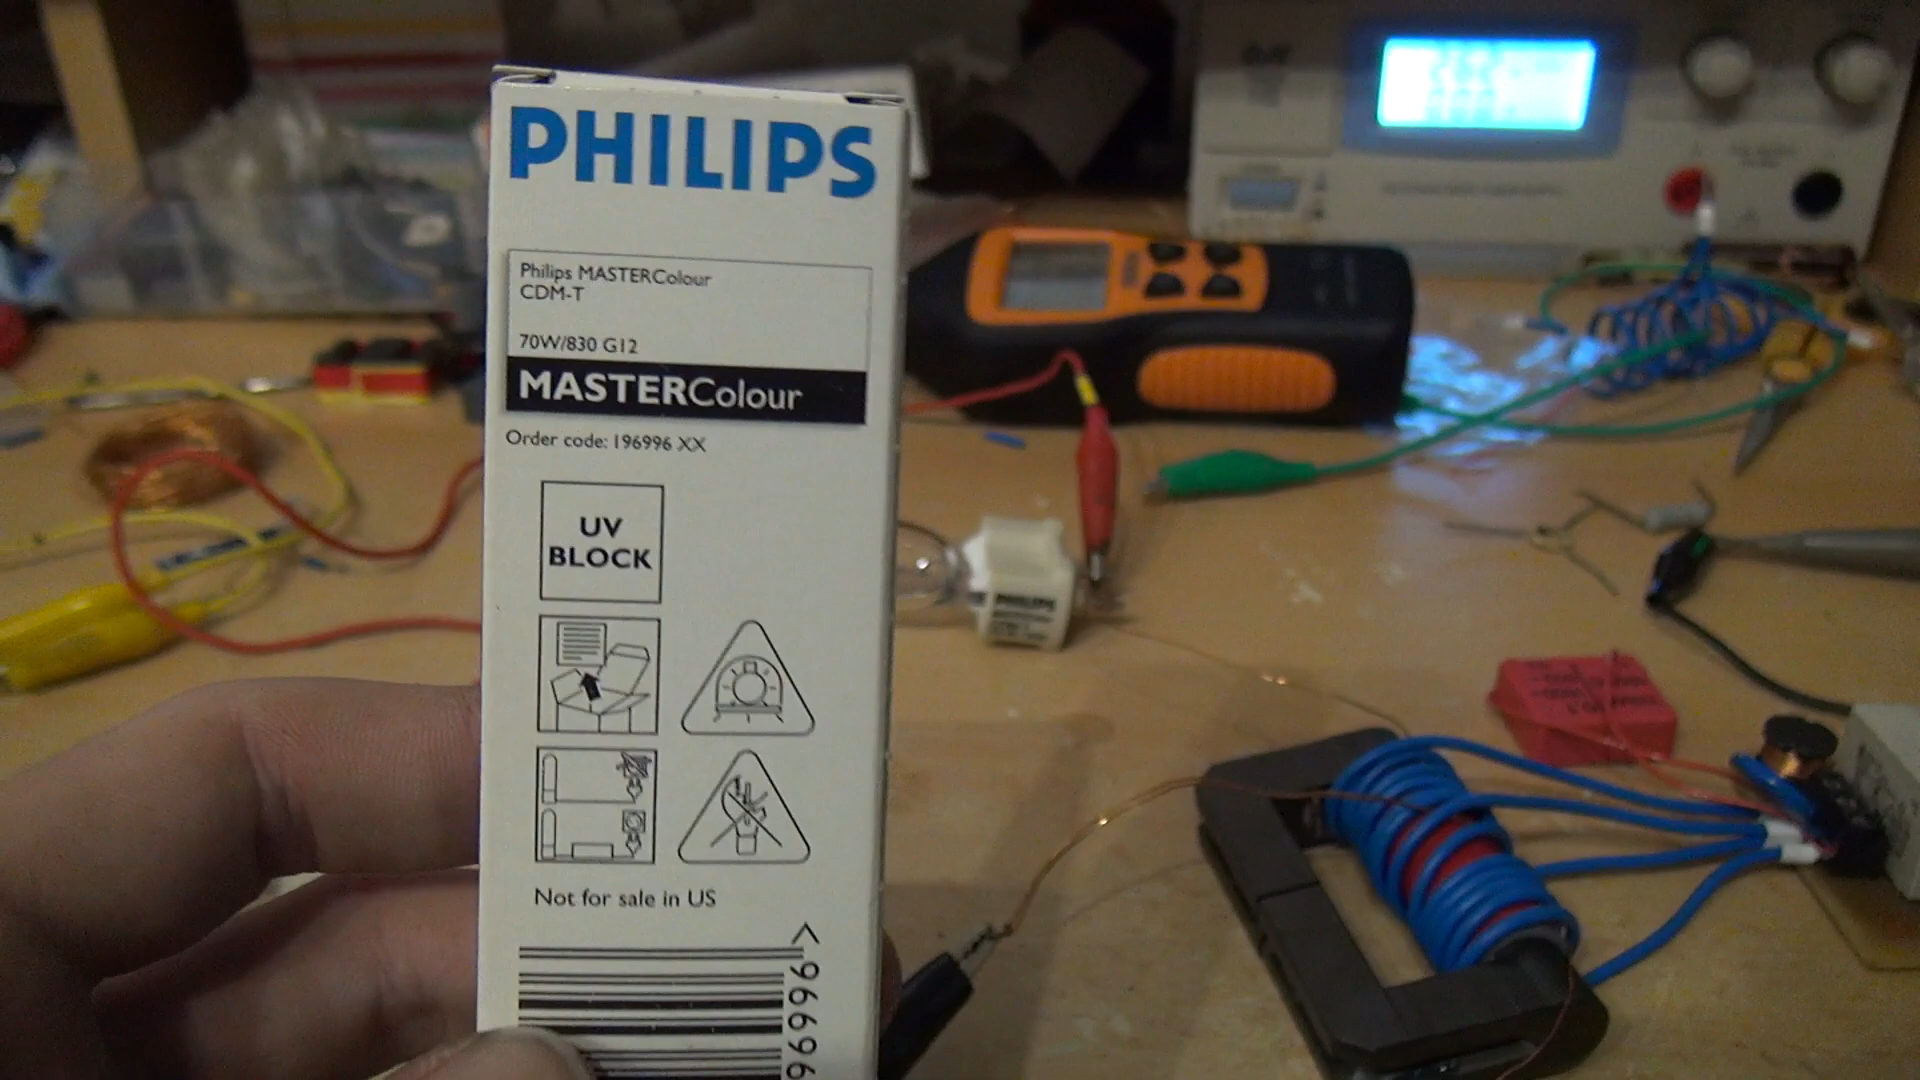 PHILIPS
Philips MASTERColour
CDM-T
70W/830 G12
MASTERColour
Order code: 196996 XX
UV
BLOCK
Not for sale in US
<
PHILIPS